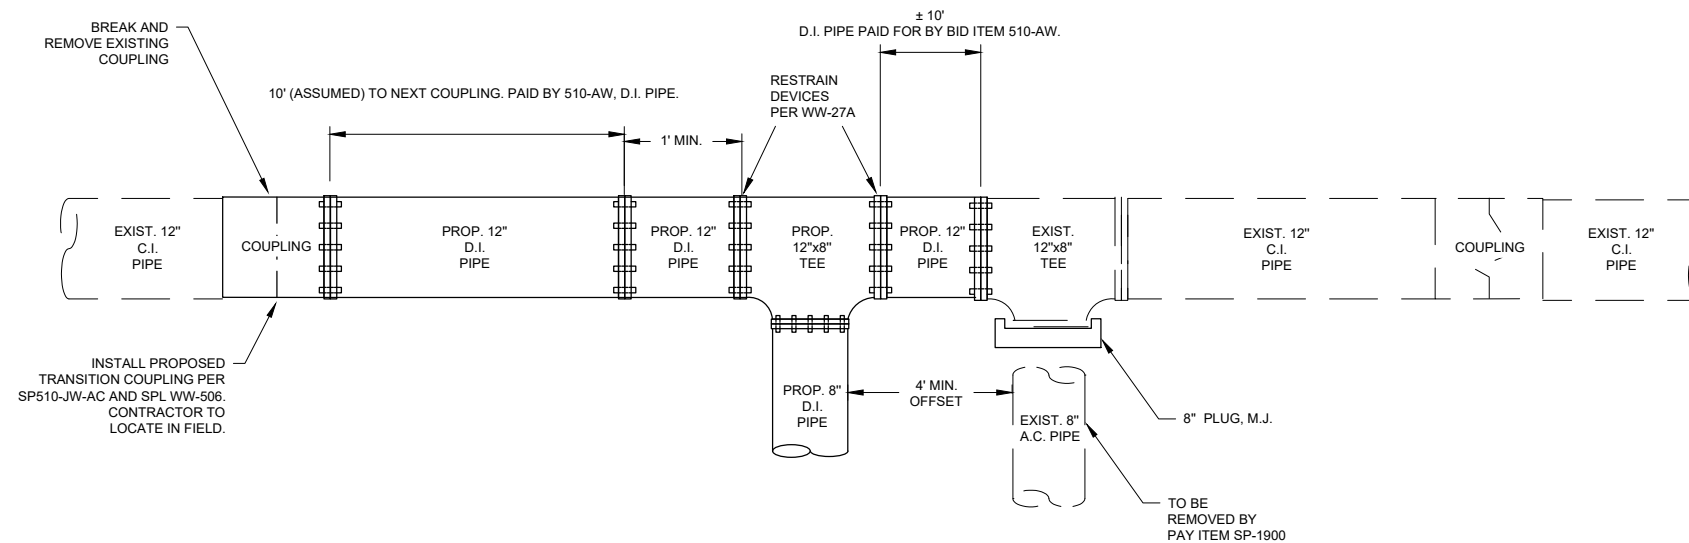 BREAK AND
REMOVE EXISTING
COUPLING
± 10'
D.I. PIPE PAID FOR BY BID ITEM 510-AW.
10' (ASSUMED) TO NEXT COUPLING. PAID BY 510-AW, D.I. PIPE.
RESTRAIN
DEVICES
PER WW-27A
1' MIN.
EXIST. 12"
C.I.
PIPE
COUPLING
PROP. 12"
D.I.
PIPE
PROP. 12"
D.I.
PIPE
PROP.
12"x8"
TEE
PROP. 12"
D.I.
PIPE
EXIST.
12"x8"
TEE
EXIST. 12"
C.I.
PIPE
COUPLING
EXIST. 12"
C.I.
PIPE
INSTALL PROPOSED
TRANSITION COUPLING PER
SP510-JW-AC AND SPL WW-506.
CONTRACTOR TO
LOCATE IN FIELD.
PROP. 8"
D.I.
PIPE
4' MIN.
OFFSET
EXIST. 8"
A.C. PIPE
8" PLUG, M.J.
TO BE
REMOVED BY
PAY ITEM SP-1900